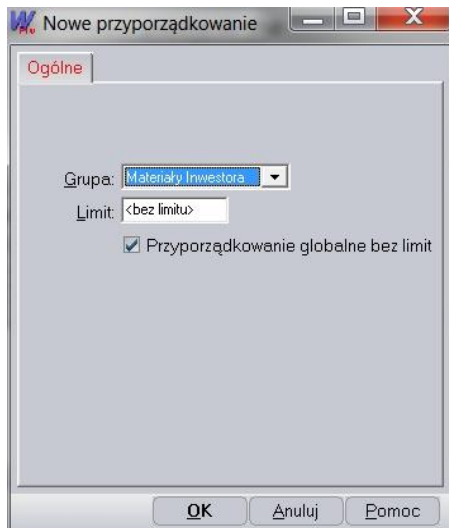 Nowe przyporządkowanie
Ogólne
Grupa: Materiały Inwestora
Limit: <bez limitu>
Przyporządkowanie globalne bez limit
OK Anuluj Pomoc